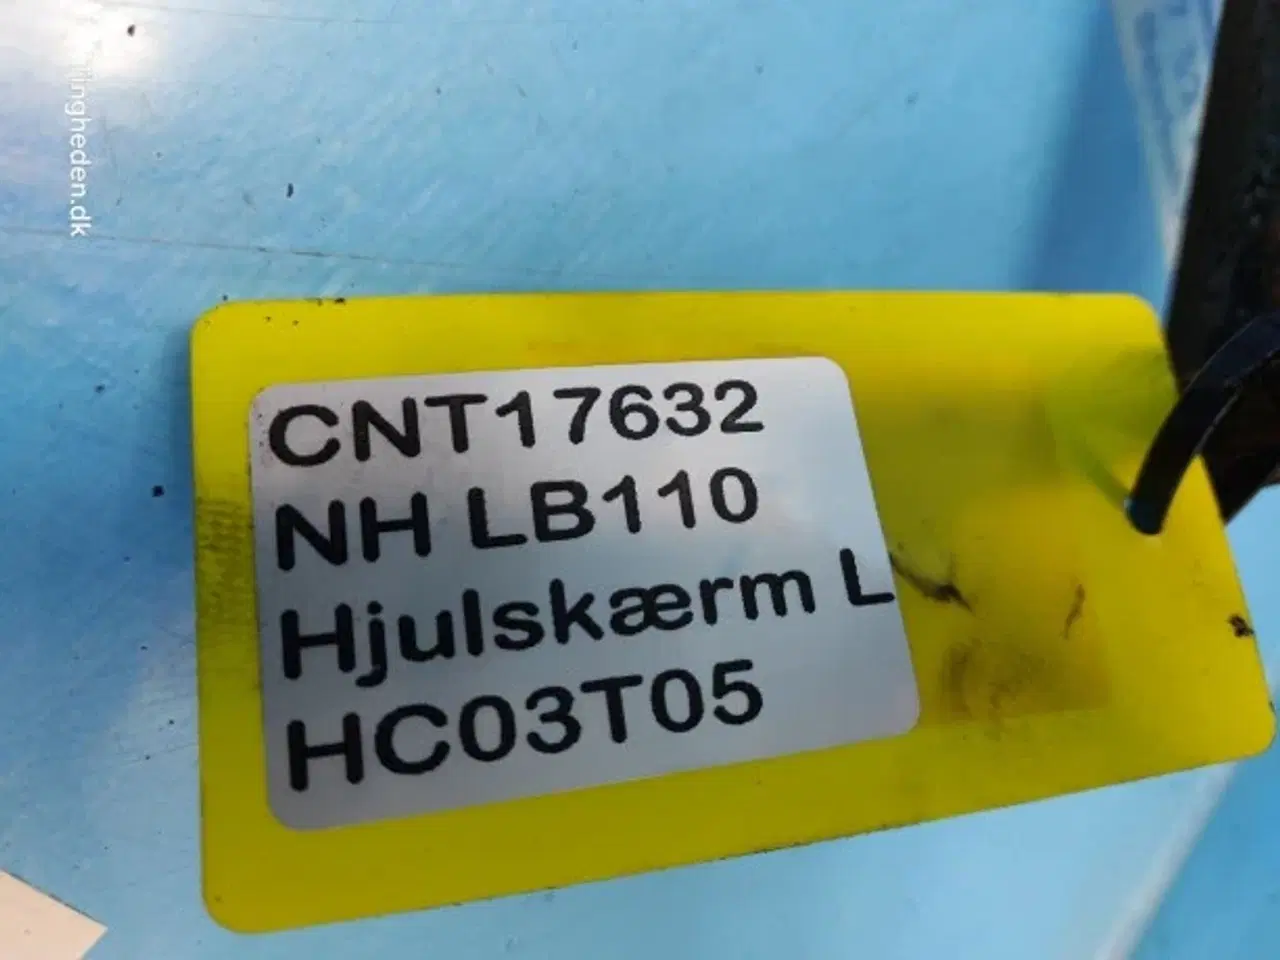 CNT17632
NH LB110
Hjulskærm L
HC03T05